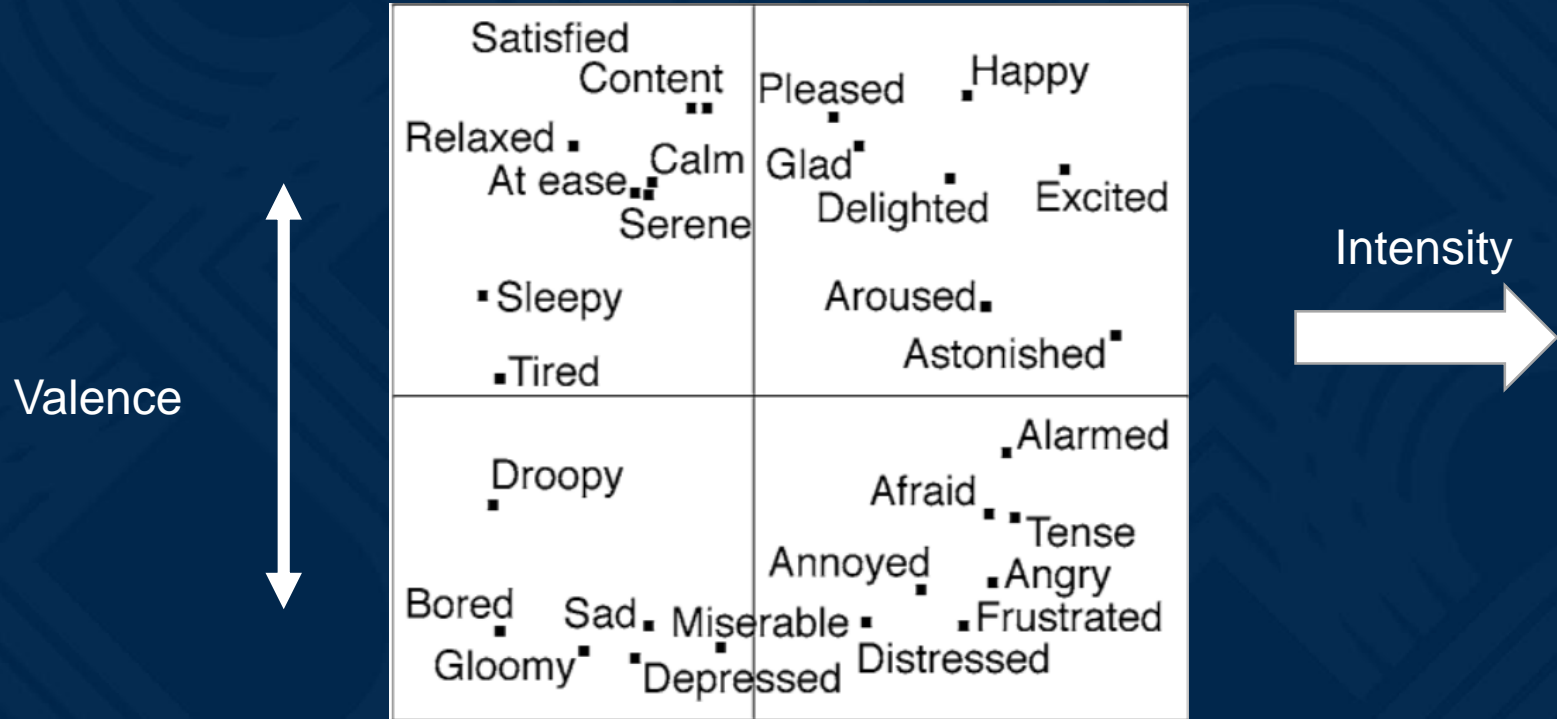 Satisfied
Content
Pleased
Happy
Relaxed
Calm
Glad
At ease
Delighted
Excited
Serene
Intensity
Sleepy
Aroused
Astonished
Tired
Valence
Alarmed
Droopy
Afraid
Tense
Annoyed
Angry
Bored
Sad
Miserable
Frustrated
Gloomy
Depressed
Distressed